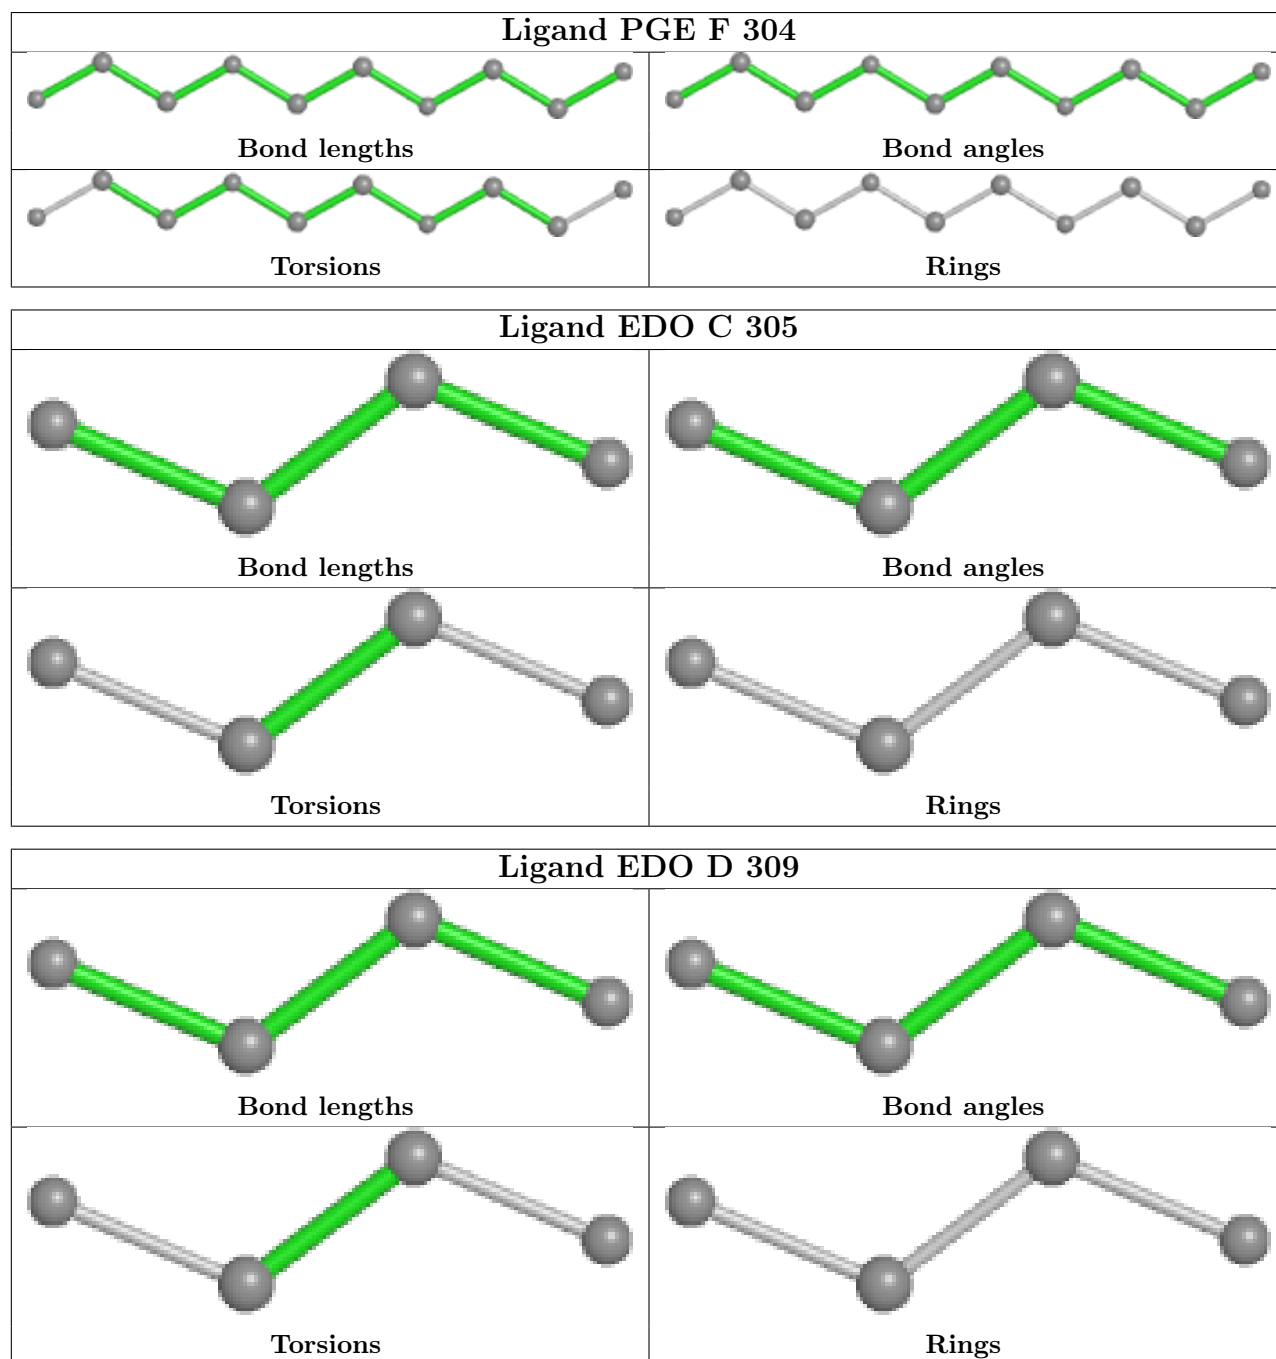 Ligand PGE F 304
Bond lengths
Bond angles
Torsions
Rings
Ligand EDO C 305
Bond lengths
Bond angles
Torsions
Rings
Ligand EDO D 309
Bond lengths
Bond angles
Torsions
Rings